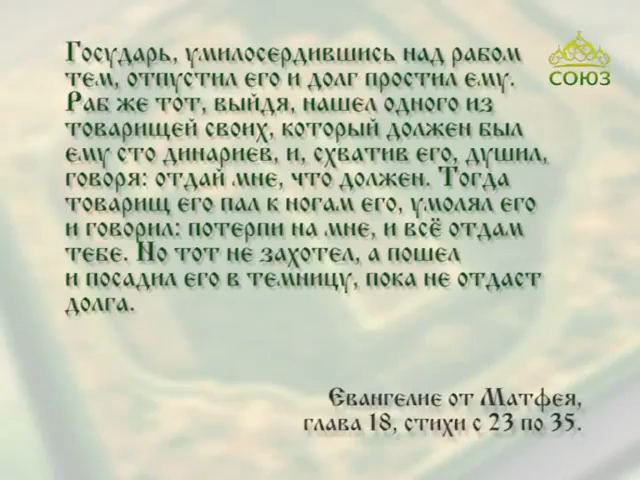 Государь, умилосердившись над рабом
тем, отпустил его и долг простил ему.
Раб же тот, выйдя, нашел одного из
товарищей своих, который должен был
ему сто динариев, и, схватив его, душил,
говоря: отдай мне, что должен. Тогда
товарищ его пал к ногам его, умолял его
и говорил: потерпи на мне, и всё отдам
тебе. Но тот не захотел, а пошел
и посадил его в темницу, пока не отдаст
долга.
СОЮЗ
Евангелие от Матфея,
глава 18, стихи с 23 по 35.